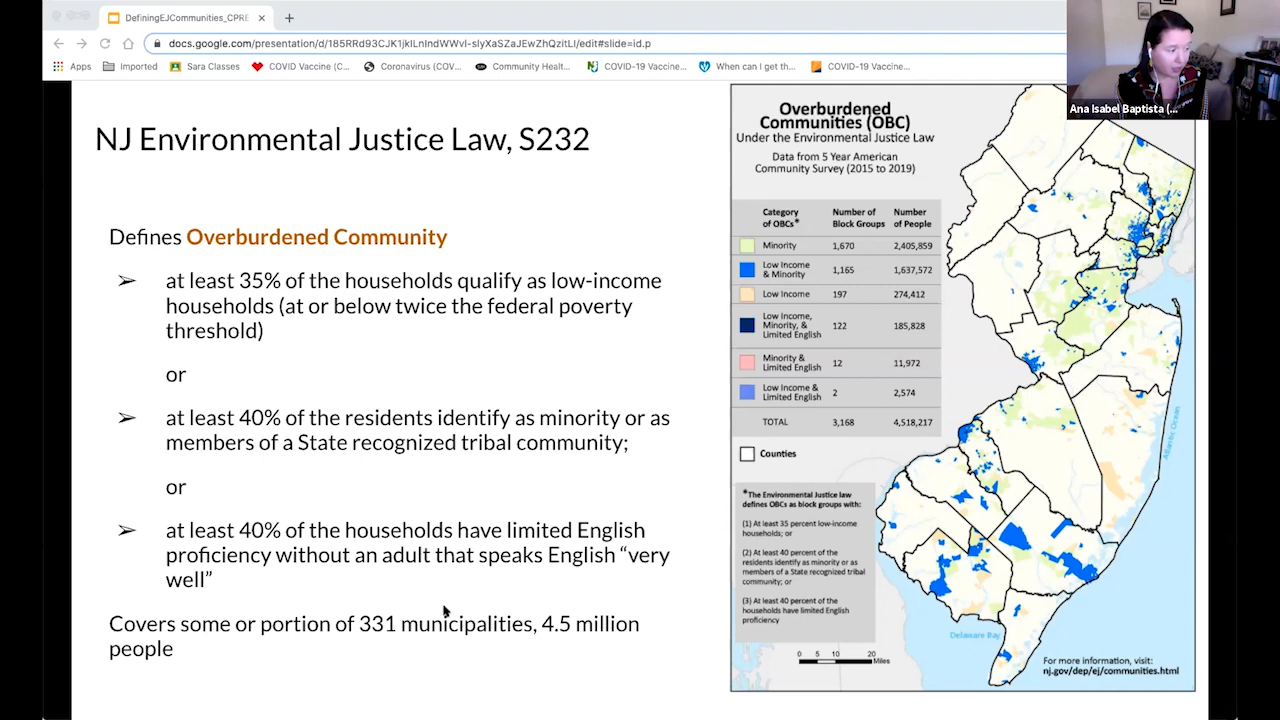 DefiningEJCommunities_CPRE
docs.google.com/presentation/d/185RRd93CJK1jkILnIndWWvl-slyXaSZaJEwZhQzitLI/edit#slide=id.p
Apps Imported Sara Classes COVID Vaccine (C... Coronavirus (COV... Community Healt... COVID-19 Vaccine... When can I get th... COVID-19 Vaccine...
Ana Isabel Baptista (...
NJ Environmental Justice Law, S232
Defines Overburdened Community
➢ at least 35% of the households qualify as low-income
households (at or below twice the federal poverty
threshold)
or
➢ at least 40% of the residents identify as minority or as
members of a State recognized tribal community;
or
➢ at least 40% of the households have limited English
proficiency without an adult that speaks English “very
well”
Covers some or portion of 331 municipalities, 4.5 million
people
Overburdened
Communities (OBC)
Under the Environmental Justice Law
Data from 5 Year American
Community Survey (2015 to 2019)
Category of OBCs* Number of Block Groups Number of People
Minority 1,670 2,405,859
Low Income & Minority 1,165 1,637,572
Low Income 197 274,412
Low Income, Minority, & Limited English 122 185,828
Minority & Limited English 12 11,972
Low Income & Limited English 2 2,574
TOTAL 3,168 4,518,217
Counties
*The Environmental Justice law
defines OBCs as block groups with:
(1) At least 35 percent low-income
households; or
(2) At least 40 percent of the
residents identify as minority or as
members of a State recognized tribal
community; or
(3) At least 40 percent of the
households have limited English
proficiency
Atlantic Ocean
Delaware Bay
0 5 10 20
Miles
For more information, visit:
nj.gov/dep/ej/communities.html